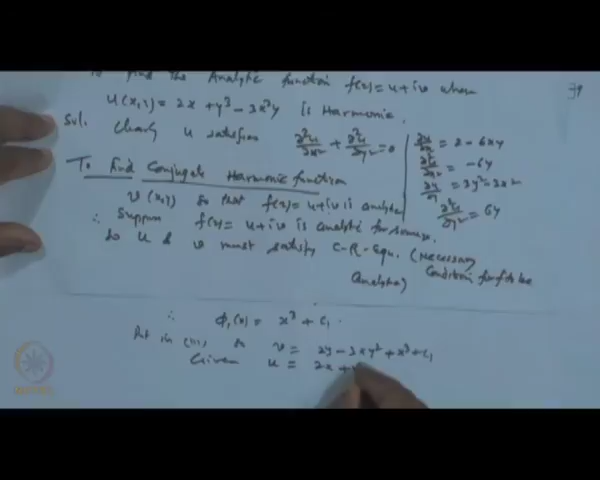 To find the Analytic function f(z) = u+iv where
u(x,y) = 2x + y³ - 3x²y is Harmonic.
Sol. Clearly u satisfies ∂²u/∂x² + ∂²u/∂y² = 0
∂u/∂x = 2 - 6xy
∂²u/∂x² = -6y
∂u/∂y = 3y² - 3x²
∂²u/∂y² = 6y
To Find Conjugate Harmonic function
v(x,y) so that f(z) = u+iv is analytic
∴ Suppose f(z) = u+iv is analytic for some v.
So u & v must satisfy C-R-Equ. (Necessary
Condition for f to be
Analytic)
∴ φ₁(x) = x³ + c₁.
Put in (iii), v = 2y - 3xy² + x³ + c₁
Given u = 2x +
39